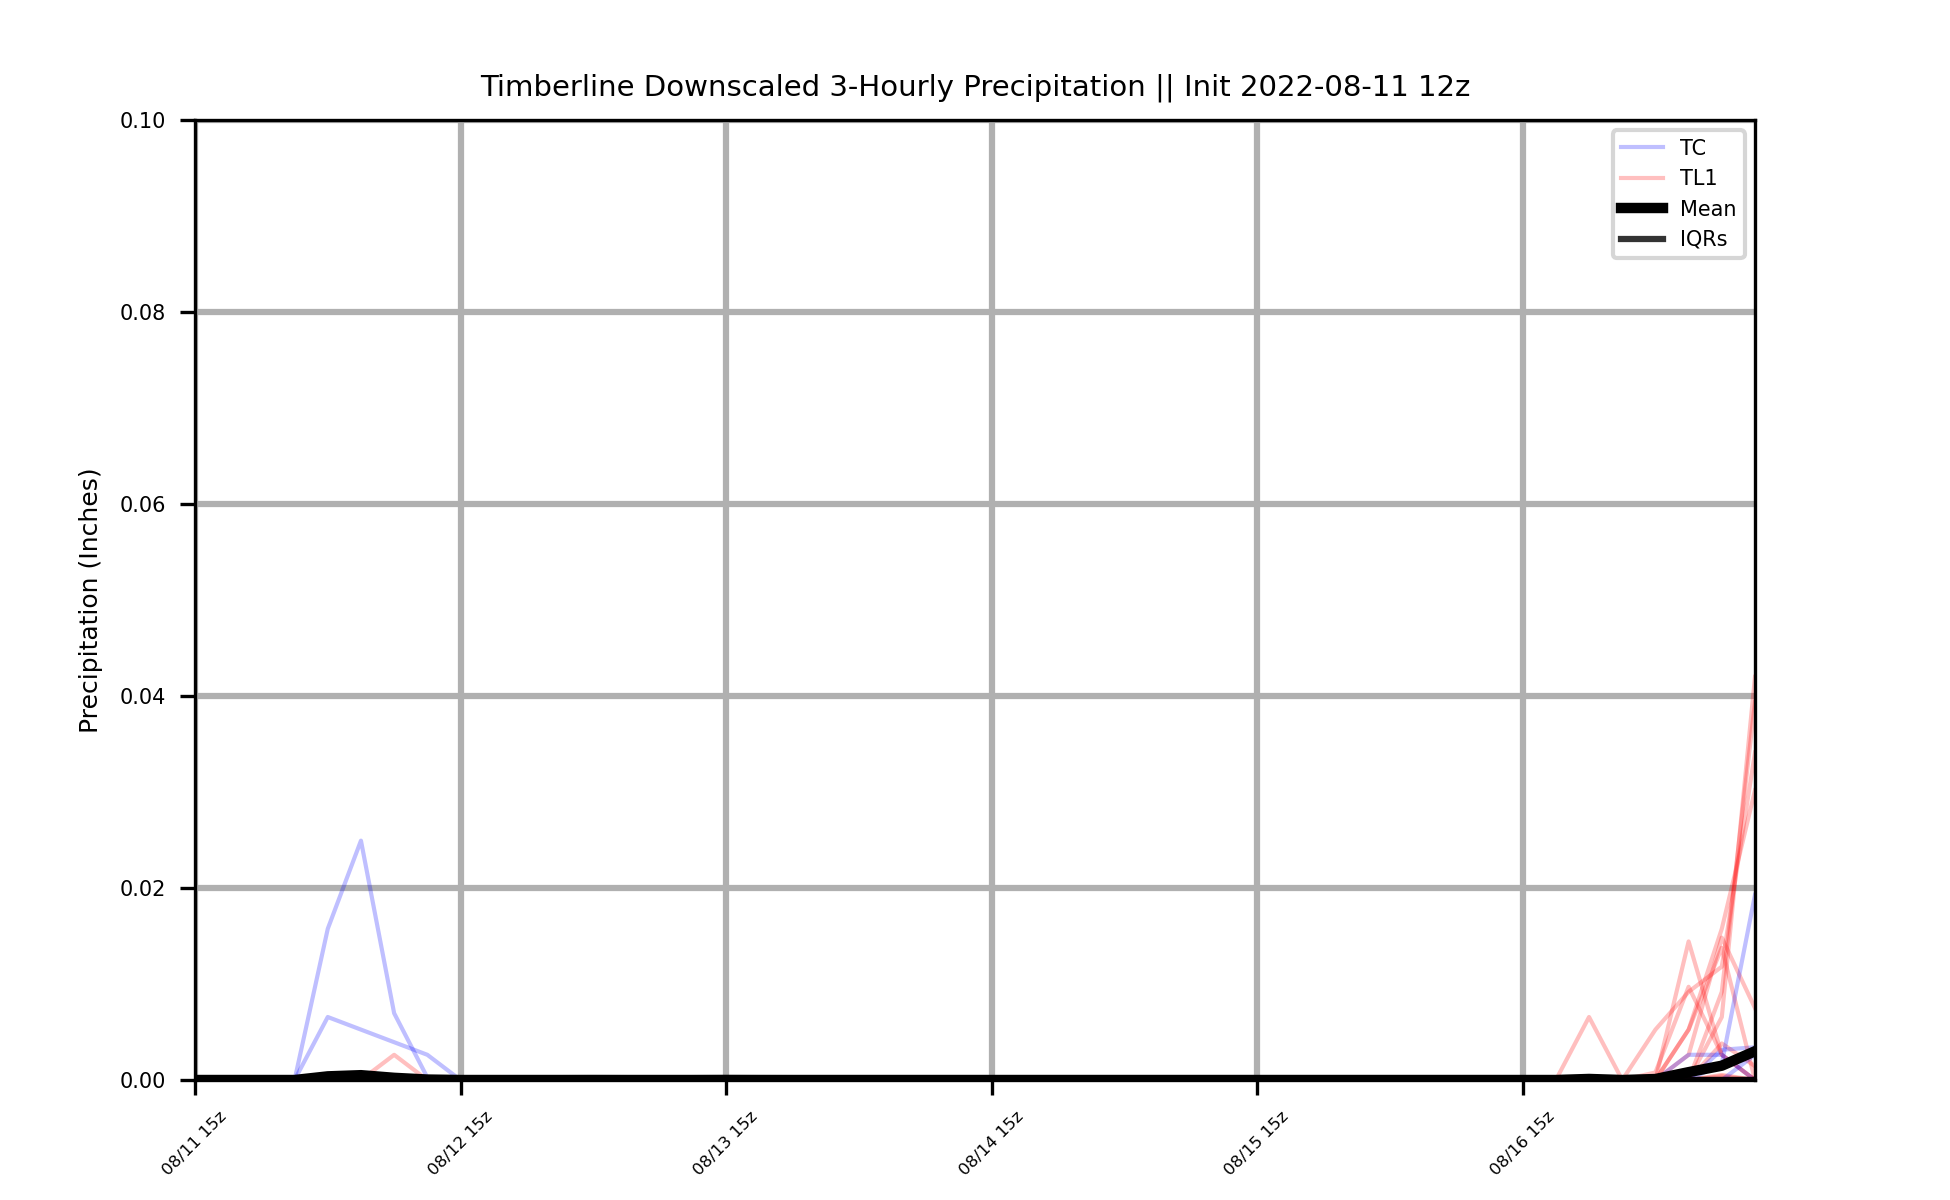 Timberline Downscaled 3-Hourly Precipitation || Init 2022-08-11 12z
0.10
0.08
0.06
0.04
0.02
0.00
Precipitation (Inches)
TC
TL1
Mean
IQRs
08/11 15z
08/12 15z
08/13 15z
08/14 15z
08/15 15z
08/16 15z